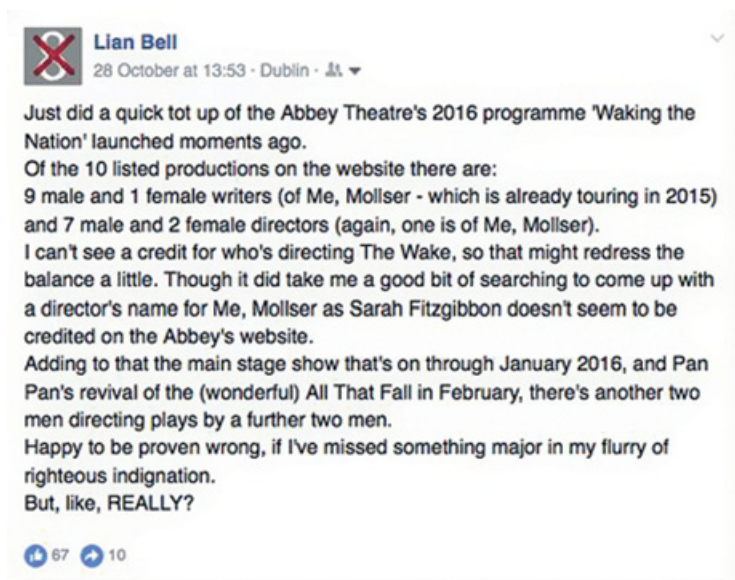 Lian Bell
28 October at 13:53 · Dublin ·
Just did a quick tot up of the Abbey Theatre's 2016 programme 'Waking the
Nation' launched moments ago.
Of the 10 listed productions on the website there are:
9 male and 1 female writers (of Me, Mollser - which is already touring in 2015)
and 7 male and 2 female directors (again, one is of Me, Mollser).
I can't see a credit for who's directing The Wake, so that might redress the
balance a little. Though it did take me a good bit of searching to come up with
a director's name for Me, Mollser as Sarah Fitzgibbon doesn't seem to be
credited on the Abbey's website.
Adding to that the main stage show that's on through January 2016, and Pan
Pan's revival of the (wonderful) All That Fall in February, there's another two
men directing plays by a further two men.
Happy to be proven wrong, if I've missed something major in my flurry of
righteous indignation.
But, like, REALLY?
67 10